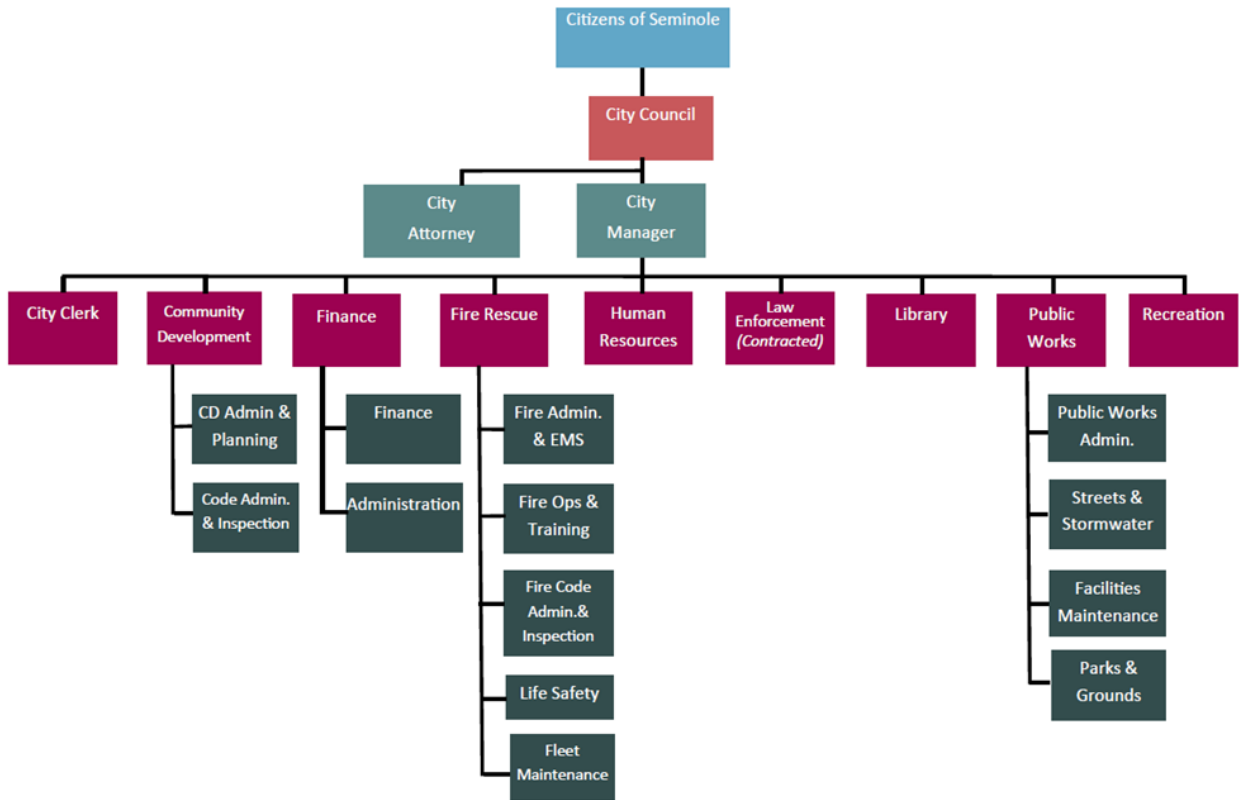 Citizens of Seminole
City Council
City
Attorney
City
Manager
City Clerk
Community
Development
Finance
Fire Rescue
Human
Resources
Law
Enforcement
(Contracted)
Library
Public
Works
Recreation
CD Admin &
Planning
Code Admin.
& Inspection
Finance
Administration
Fire Admin.
& EMS
Fire Ops &
Training
Fire Code
Admin.&
Inspection
Life Safety
Fleet
Maintenance
Public Works
Admin.
Streets &
Stormwater
Facilities
Maintenance
Parks &
Grounds